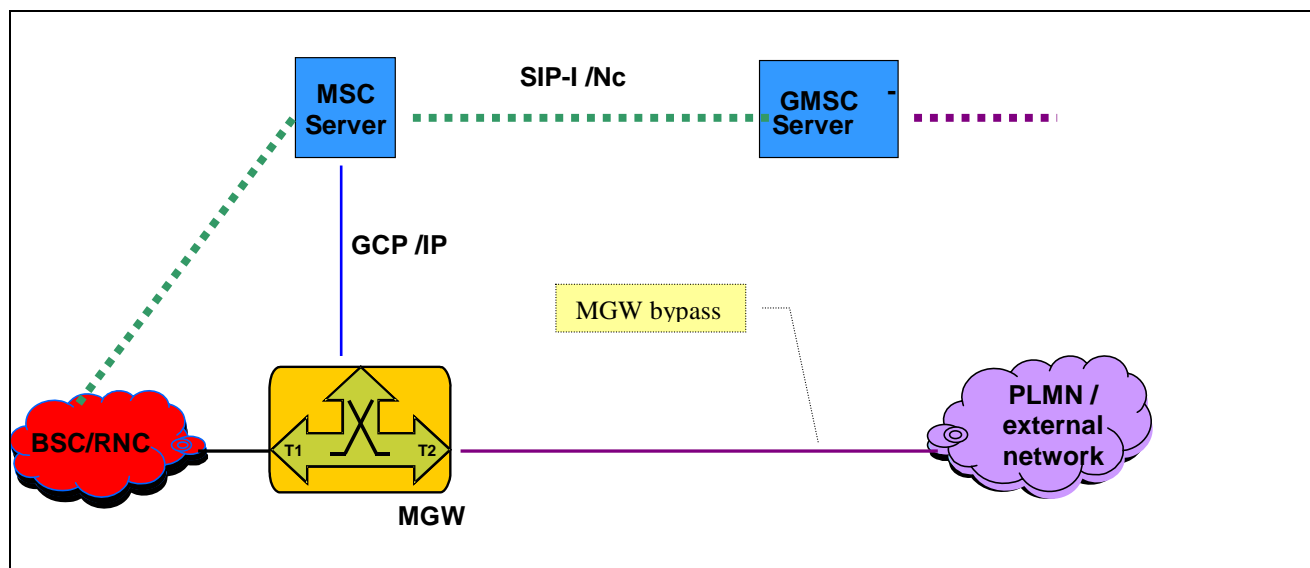 SIP-I /Nc
MSC
Server
GMSC -
Server
GCP /IP
MGW bypass
BSC/RNC
T1
T2
MGW
PLMN /
external
network